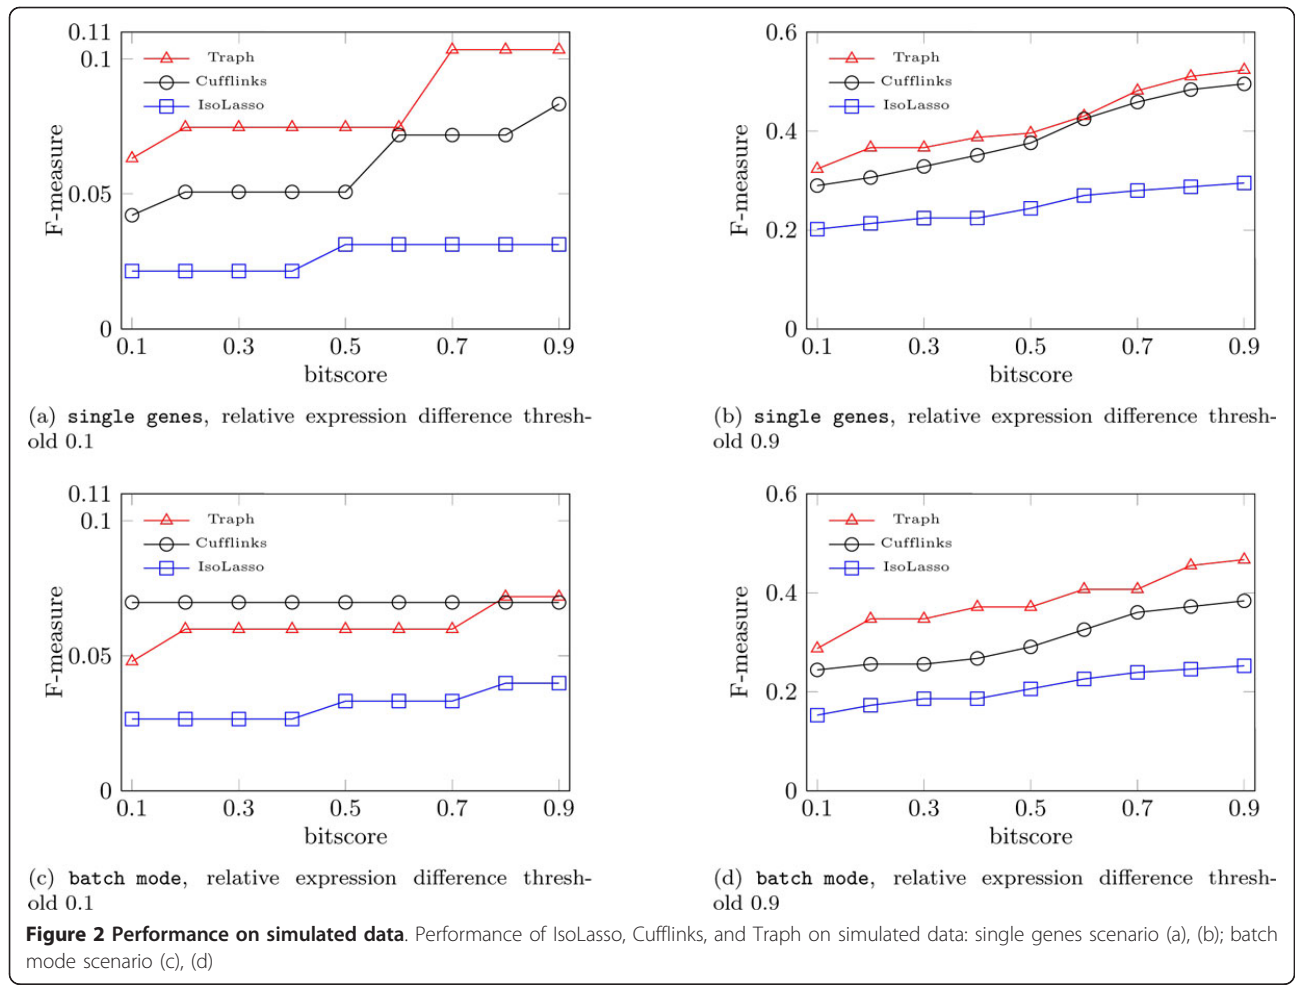 0.11
0.1
0.05
0
F-measure
Traph
Cufflinks
IsoLasso
0.1 0.3 0.5 0.7 0.9
bitscore
(a) single genes, relative expression difference thresh-
old 0.1
0.6
0.4
0.2
0
F-measure
Traph
Cufflinks
IsoLasso
0.1 0.3 0.5 0.7 0.9
bitscore
(b) single genes, relative expression difference thresh-
old 0.9
0.11
0.1
0.05
0
F-measure
Traph
Cufflinks
IsoLasso
0.1 0.3 0.5 0.7 0.9
bitscore
(c) batch mode, relative expression difference thresh-
old 0.1
0.6
0.4
0.2
0
F-measure
Traph
Cufflinks
IsoLasso
0.1 0.3 0.5 0.7 0.9
bitscore
(d) batch mode, relative expression difference thresh-
old 0.9
Figure 2 Performance on simulated data. Performance of IsoLasso, Cufflinks, and Traph on simulated data: single genes scenario (a), (b); batch
mode scenario (c), (d)